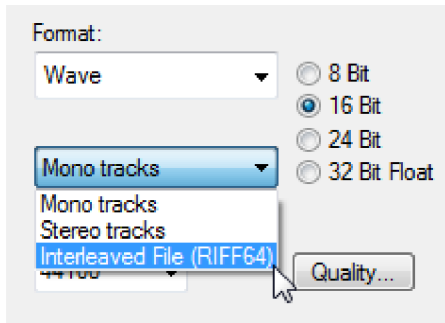 Format:
Wave
8 Bit
16 Bit
24 Bit
32 Bit Float
Mono tracks
Mono tracks
Stereo tracks
Interleaved File (RIFF64)
44100
Quality...